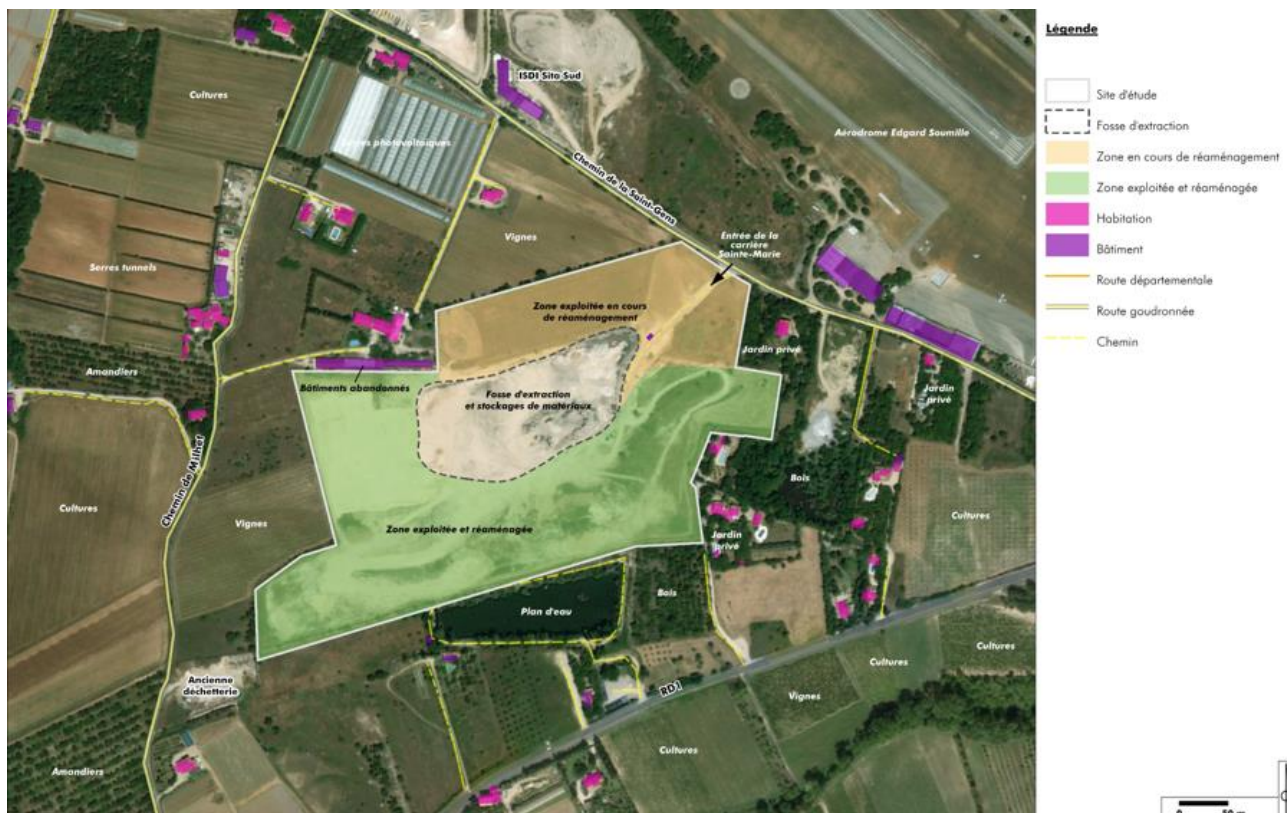 Légende
Site d'étude
Fosse d'extraction
Zone en cours de réaménagement
Zone exploitée et réaménagée
Habitation
Bâtiment
Route départementale
Route goudronnée
Chemin
ISDI Sita Sud
Cultures
Aérodrome Edgard Soumille
Serres photovoltaïques
Chemin de la Saint-Gens
Vignes
Entrée de la
carrière
Sainte-Marie
Serres tunnels
Zone exploitée en cours
de réaménagement
Jardin privé
Amandiers
Bâtiments abandonnés
Jardin
privé
Fosse d'extraction
et stockages de matériaux
Chemin de Milhet
Bois
Cultures
Vignes
Cultures
Zone exploitée et réaménagée
Jardin
privé
Bois
Plan d'eau
Cultures
Cultures
Ancienne
déchetterie
RD1
Vignes
Cultures
Amandiers
0
50 m